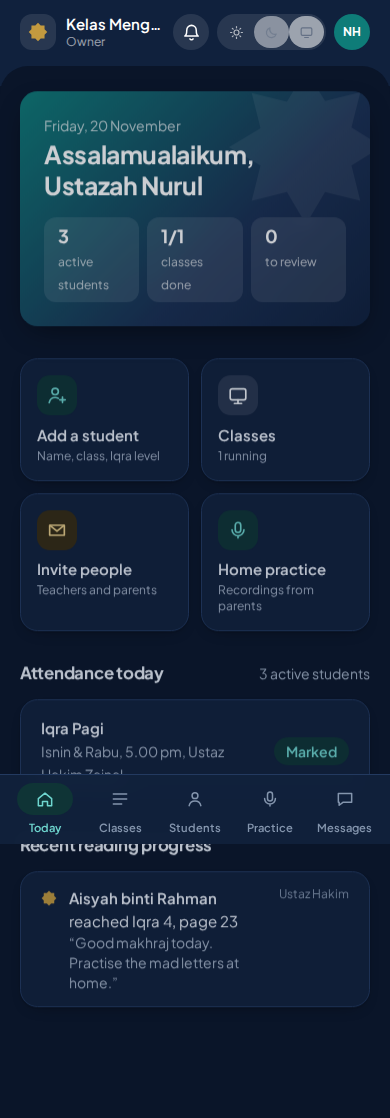 Kelas Meng...
Owner
NH
Friday, 20 November
Assalamualaikum,
Ustazah Nurul
3
active
students
1/1
classes
done
0
to review
Add a student
Name, class, Iqra level
Classes
1 running
Invite people
Teachers and parents
Home practice
Recordings from
parents
Attendance today
3 active students
Iqra Pagi
Isnin & Rabu, 5.00 pm, Ustaz
Marked
Today
Classes
Students
Practice
Messages
Recent reading progress
Aisyah binti Rahman
Ustaz Hakim
reached Iqra 4, page 23
"Good makhraj today.
Practise the mad letters at
home."